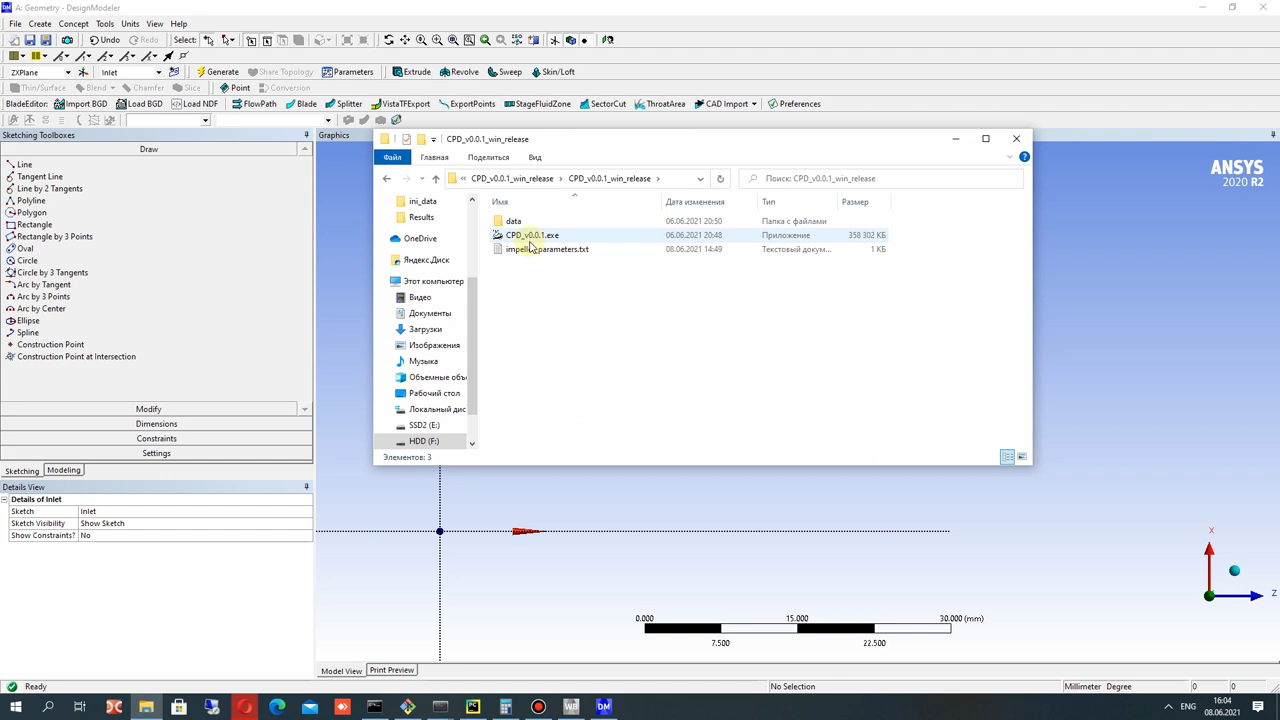 A: Geometry - DesignModeler
File Create Concept Tools Units View Help
Undo Redo Select:
ZXPlane Inlet Generate Share Topology Parameters Extrude Revolve Sweep Skin/Loft
Thin/Surface Blend Chamfer Slice Point Conversion
BladeEditor: Import BGD Load BGD Load NDF FlowPath Blade Splitter VistaTFExport ExportPoints StageFluidZone SectorCut ThroatArea CAD Import Preferences
Sketching Toolboxes
Draw
Line
Tangent Line
Line by 2 Tangents
Polyline
Polygon
Rectangle
Rectangle by 3 Points
Oval
Circle
Circle by 3 Tangents
Arc by Tangent
Arc by 3 Points
Arc by Center
Ellipse
Spline
Construction Point
Construction Point at Intersection
Modify
Dimensions
Constraints
Settings
Sketching Modeling
Details View
Details of Inlet
Sketch Inlet
Sketch Visibility Show Sketch
Show Constraints? No
Graphics
ANSYS
2020 R2
CPD_v0.0.1_win_release
Файл Главная Поделиться Вид
« CPD_v0.0.1_win_release › CPD_v0.0.1_win_release ›
Поиск: CPD_v0.0.1_win_release
ini_data
Results
OneDrive
Яндекс.Диск
Этот компьютер
Видео
Документы
Загрузки
Изображения
Музыка
Объемные объ
Рабочий стол
Локальный дис
SSD2 (E:)
HDD (F:)
Имя Дата изменения Тип Размер
data 06.06.2021 20:50 Папка с файлами
CPD_v0.0.1.exe 06.06.2021 20:48 Приложение 358 302 КБ
08.06.2021 14:49 Текстовый докум... 1 КБ
Элементов: 3
X
Z
0.000 15.000 30.000 (mm)
7.500 22.500
Model View Print Preview
Ready No Selection Millimeter Degree 0 0
ENG 16:04
08.06.2021